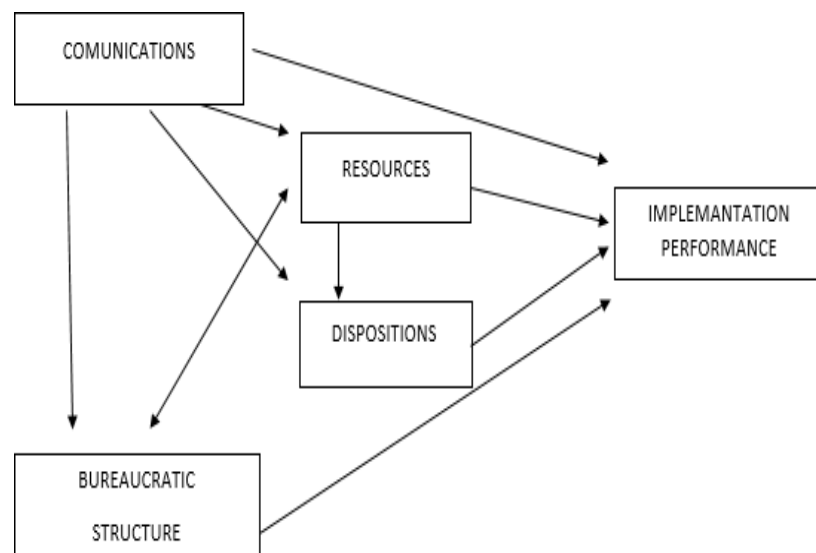 COMUNICATIONS
RESOURCES
IMPLEMANTATION
PERFORMANCE
DISPOSITIONS
BUREAUCRATIC
STRUCTURE